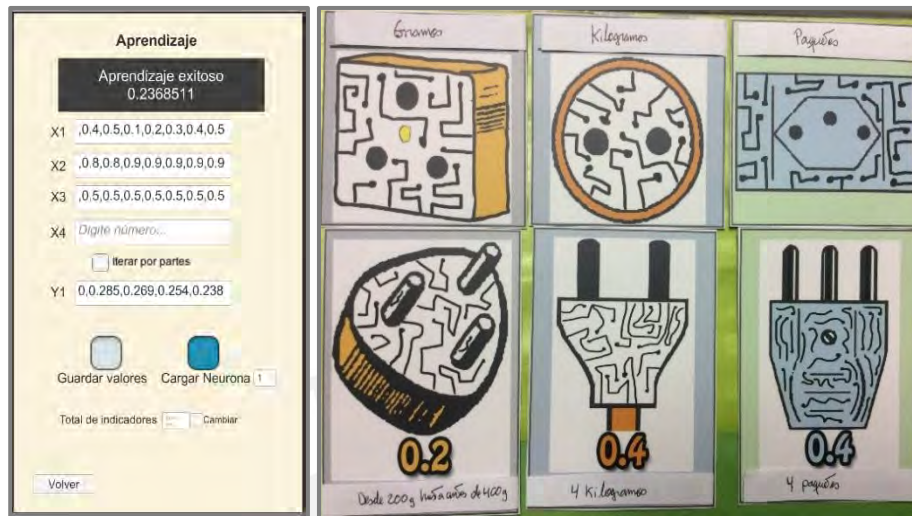 Aprendizaje
Aprendizaje exitoso
0.2368511
X1 ,0.4,0.5,0.1,0.2,0.3,0.4,0.5
X2 ,0.8,0.8,0.9,0.9,0.9,0.9,0.9
X3 ,0.5,0.5,0.5,0.5,0.5,0.5,0.5
X4 Digite número...
Iterar por partes
Y1 0,0.285,0.269,0.254,0.238
Guardar valores Cargar Neurona 1
Total de indicadores Cambiar
Volver
Gramos Kilogramos Paquetes
0.2 0.4 0.4
Desde 200g hasta antes de 400g 4 Kilogramos 4 paquetes